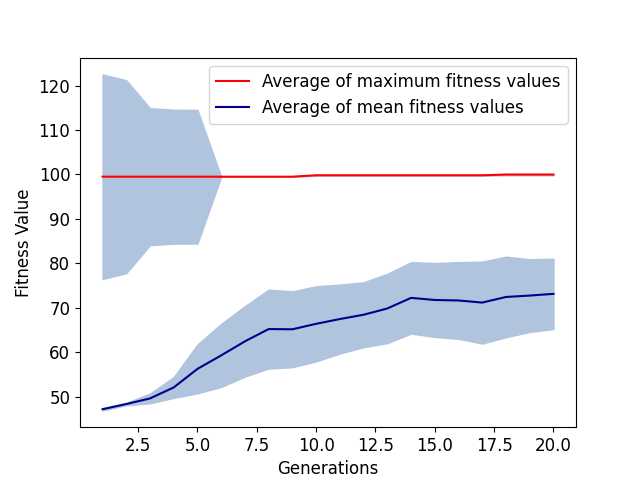 Average of maximum fitness values
Average of mean fitness values
120
110
100
90
80
70
60
50
Fitness Value
2.5 5.0 7.5 10.0 12.5 15.0 17.5 20.0
Generations